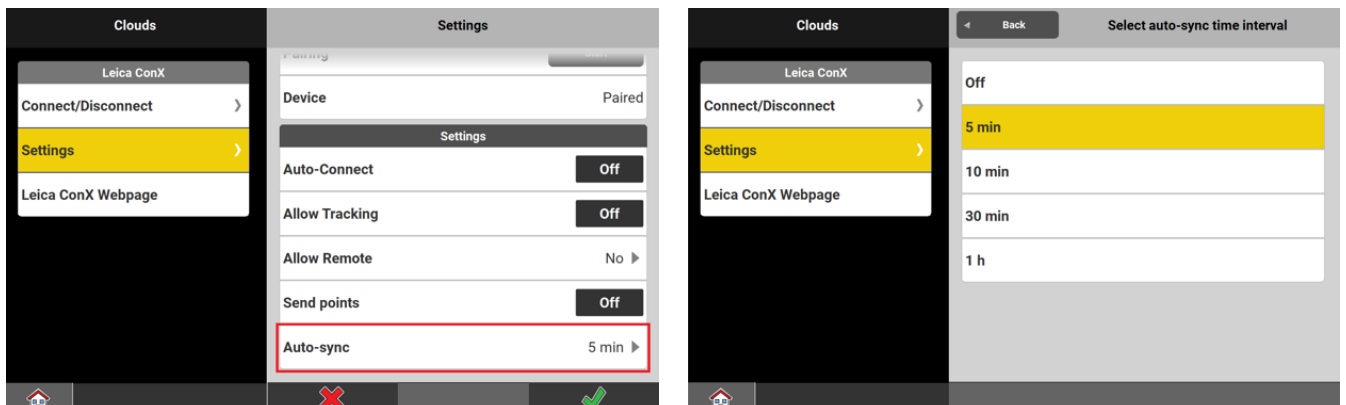 Clouds
Settings
Leica ConX
Connect/Disconnect
Settings
Leica ConX Webpage
Pairing
Start
Device Paired
Settings
Auto-Connect Off
Allow Tracking Off
Allow Remote No
Send points Off
Auto-sync 5 min
Clouds
Back
Select auto-sync time interval
Leica ConX
Connect/Disconnect
Settings
Leica ConX Webpage
Off
5 min
10 min
30 min
1 h